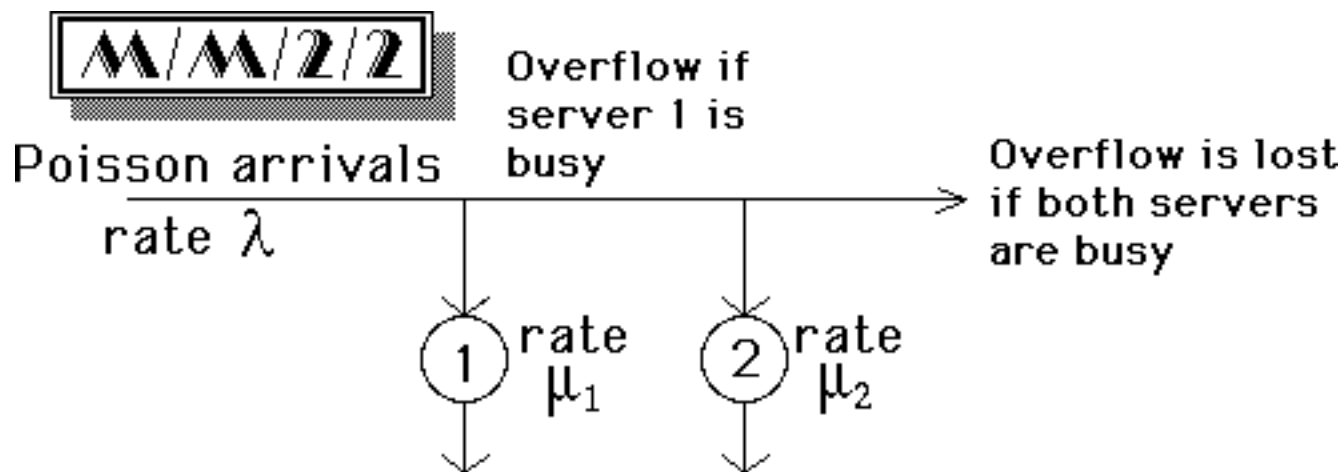 M/M/2/2
Overflow if
server 1 is
busy
Poisson arrivals
rate λ
Overflow is lost
if both servers
are busy
1
rate
μ₁
2
rate
μ₂